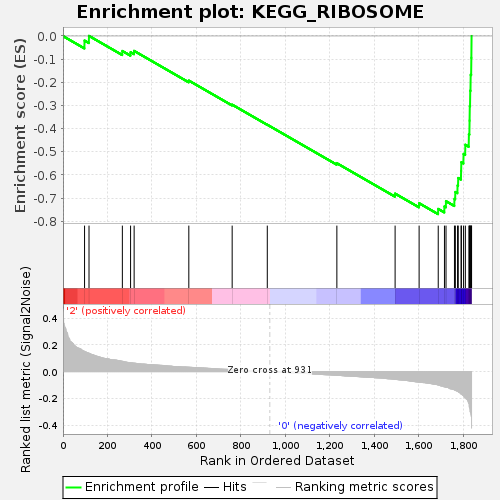 Enrichment plot: KEGG_RIBOSOME
Enrichment score (ES)
0.0
-0.1
-0.2
-0.3
-0.4
-0.5
-0.6
-0.7
-0.8
Ranked list metric (Signal2Noise)
'2' (positively correlated)
0.4
0.2
0.0
-0.2
-0.4
Zero cross at 931
'0' (negatively correlated)
0 200 400 600 800 1,000 1,200 1,400 1,600 1,800
Rank in Ordered Dataset
Enrichment profile Hits Ranking metric scores